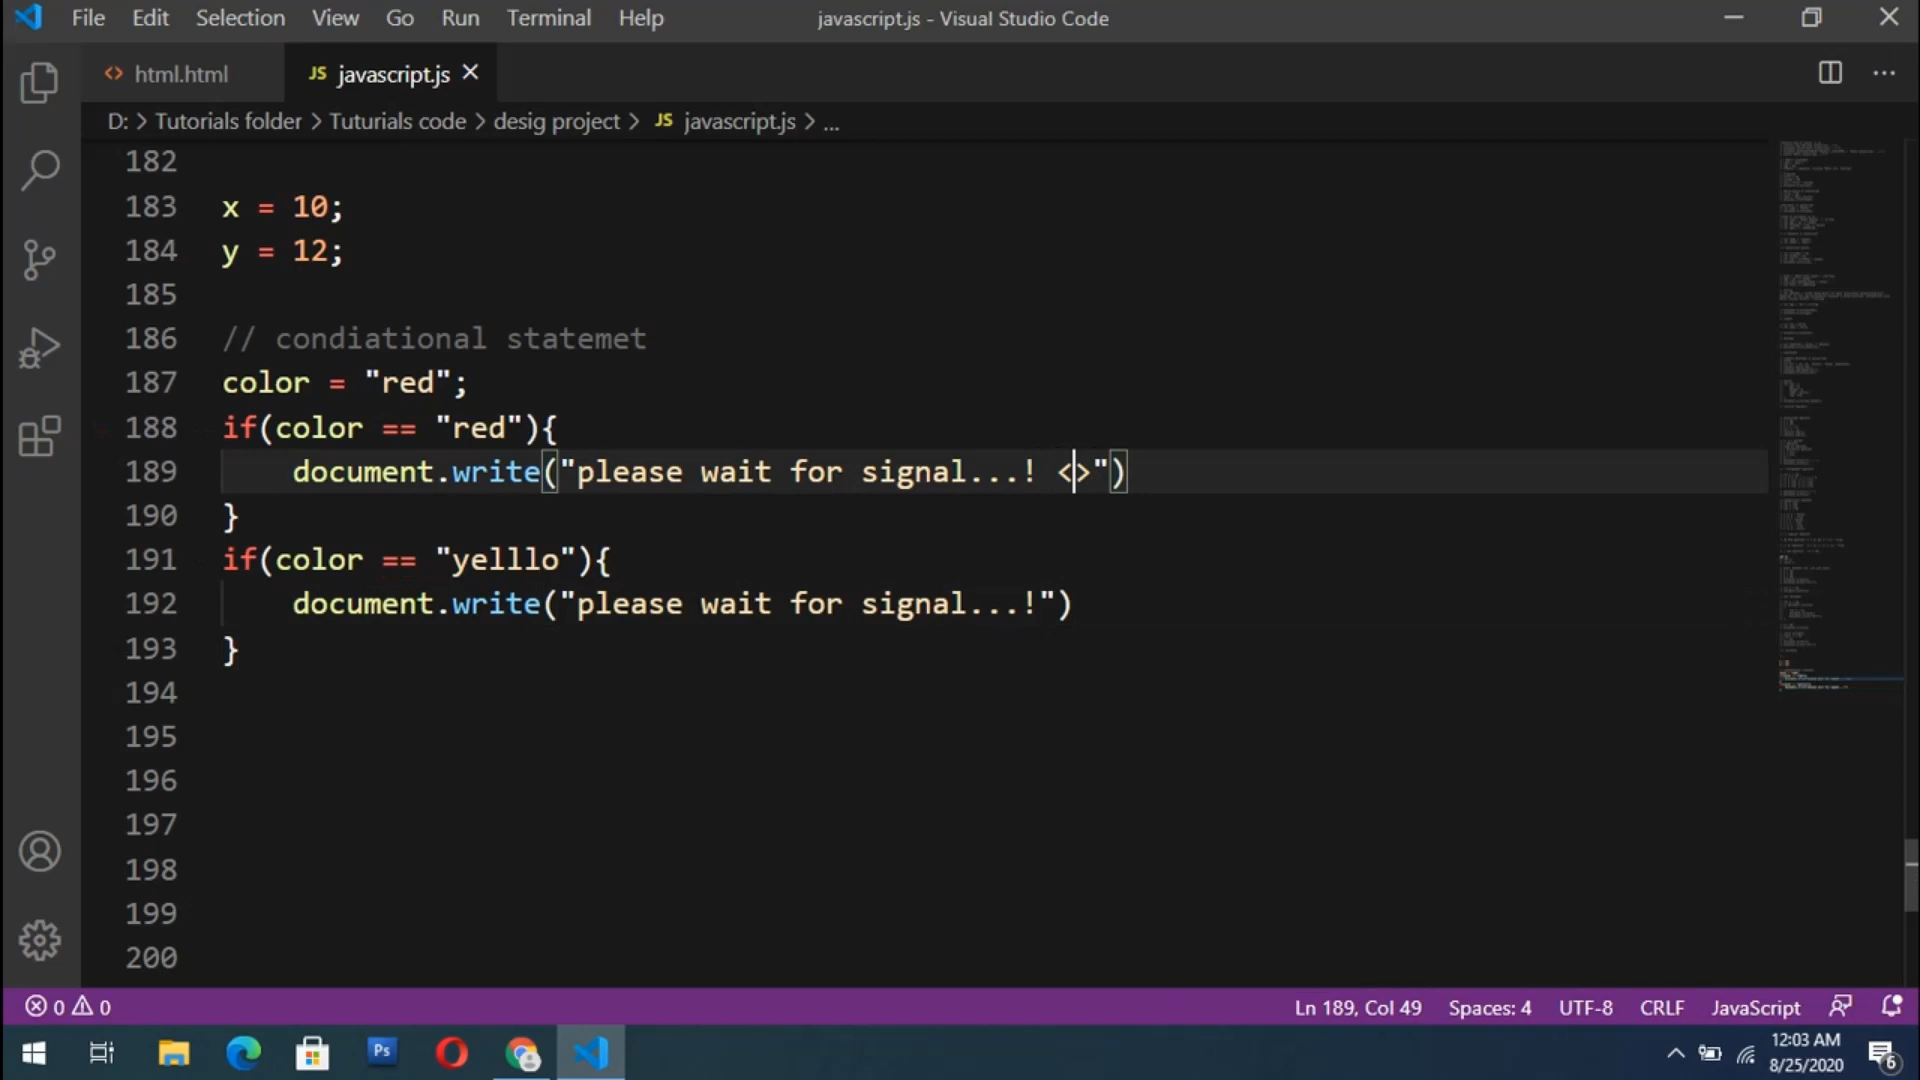 File Edit Selection View Go Run Terminal Help
javascript.js - Visual Studio Code
<> html.html
JS javascript.js
D: > Tutorials folder > Tuturials code > desig project > JS javascript.js > ...
182
183 x = 10;
184 y = 12;
185
186 // condiational statemet
187 color = "red";
188 if(color == "red"){
189 document.write("please wait for signal...! <>")
190 }
191 if(color == "yelllo"){
192 document.write("please wait for signal...!")
193 }
194
195
196
197
198
199
200
0 0
Ln 189, Col 49 Spaces: 4 UTF-8 CRLF JavaScript
Ps
12:03 AM
8/25/2020
6